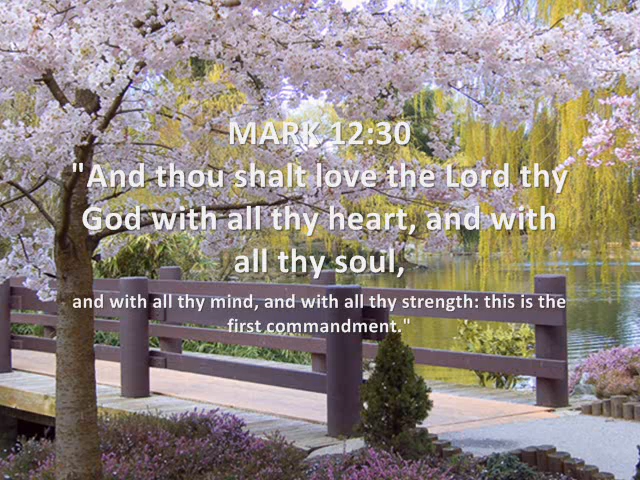 MARK 12:30
"And thou shalt love the Lord thy
God with all thy heart, and with
all thy soul,
and with all thy mind, and with all thy strength: this is the
first commandment."